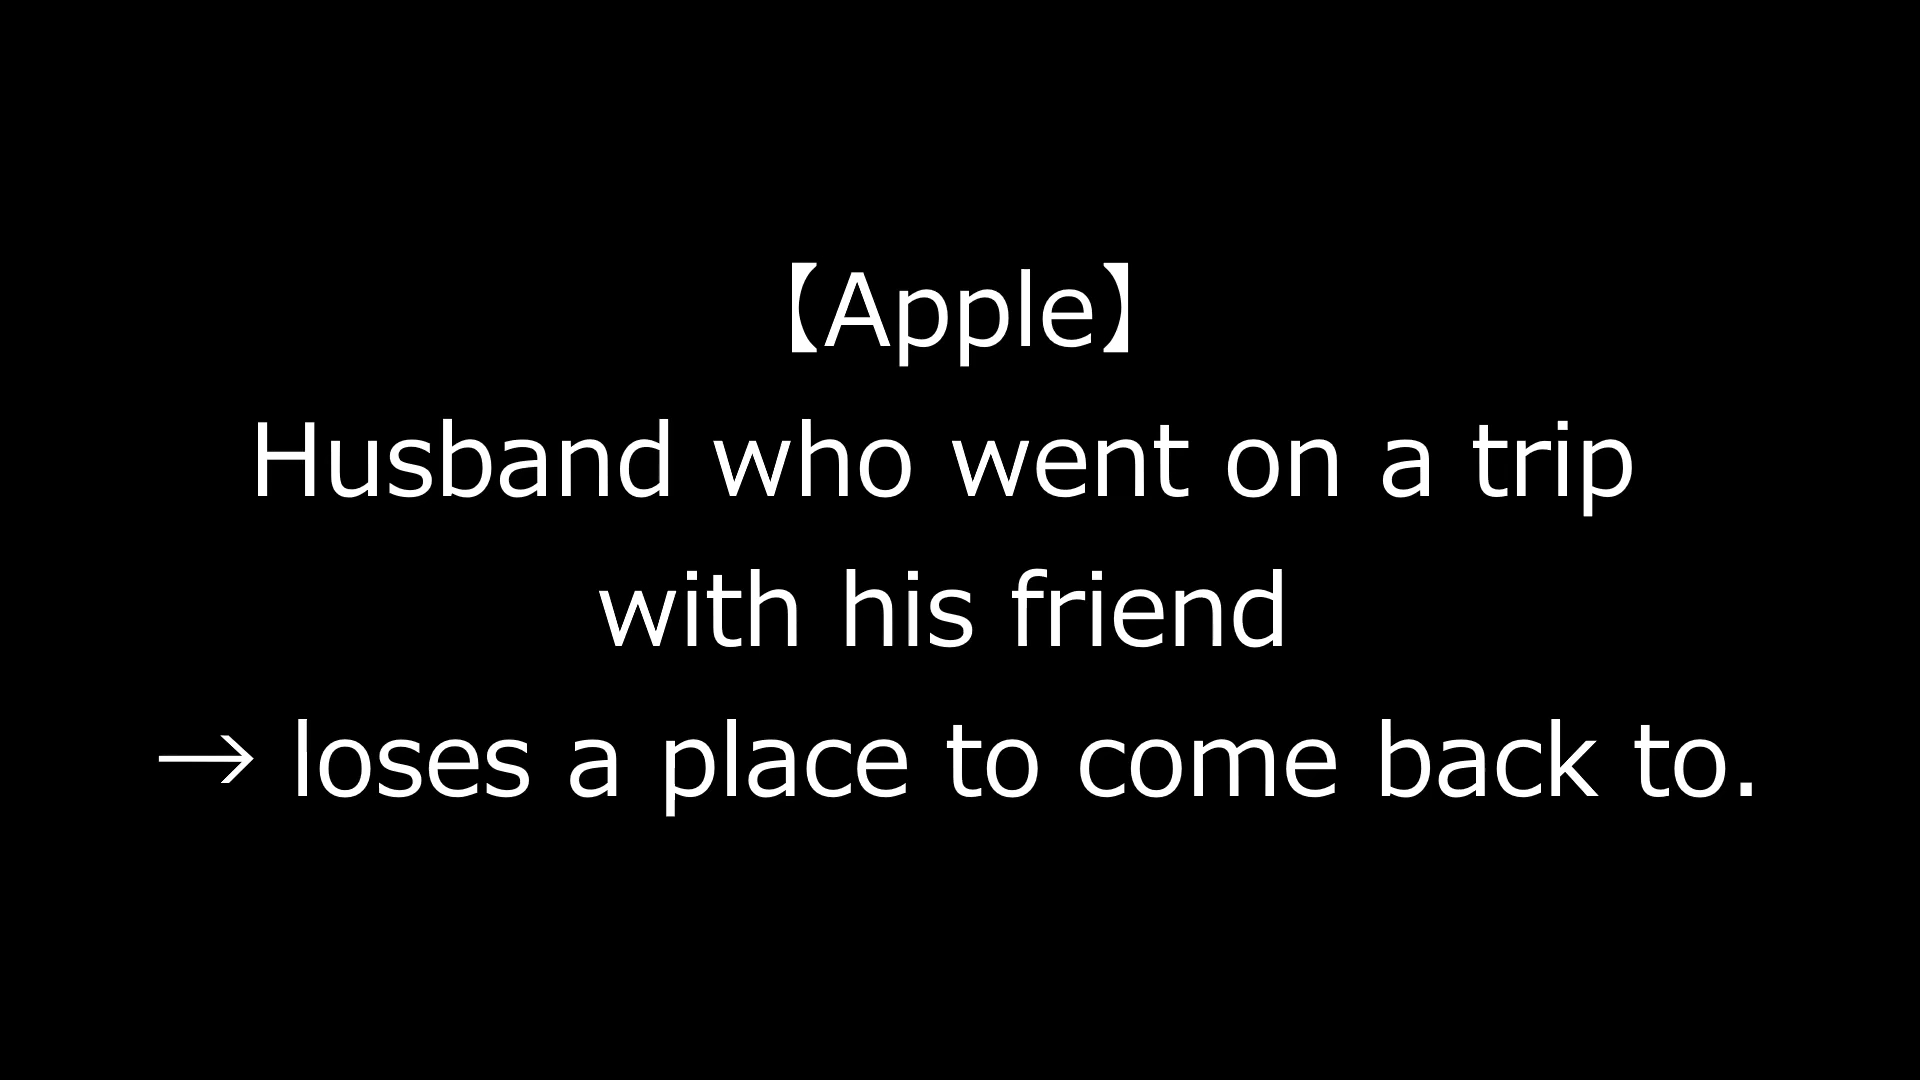 【Apple】
Husband who went on a trip
with his friend
→ loses a place to come back to.